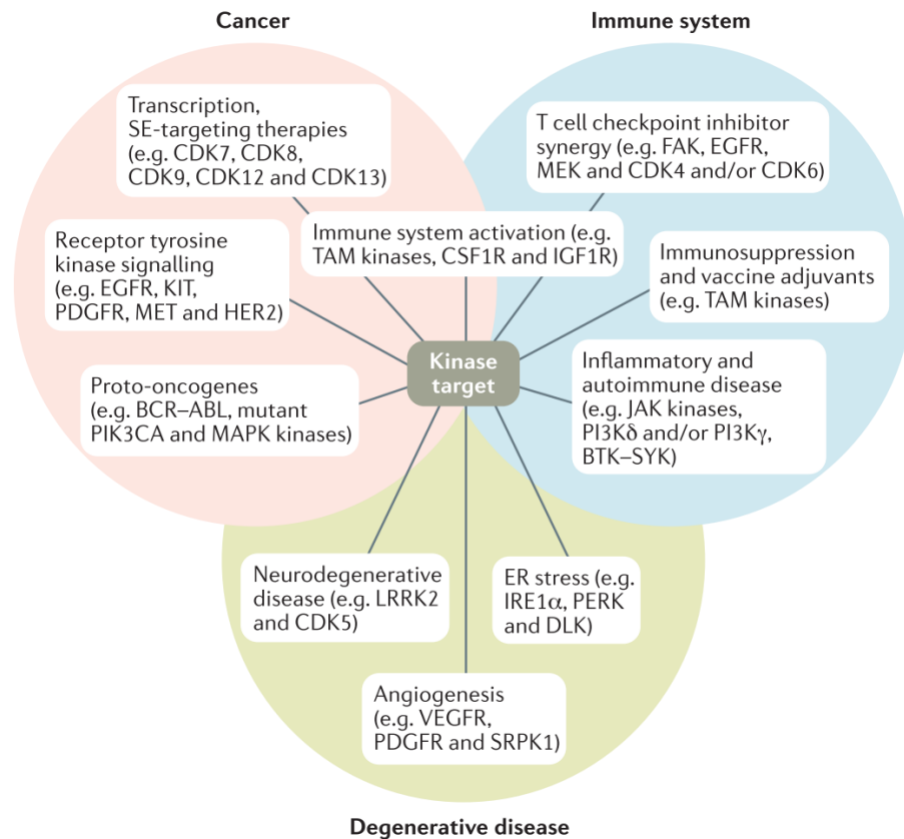 Cancer
Immune system
Transcription,
SE-targeting therapies
(e.g. CDK7, CDK8,
CDK9, CDK12 and CDK13)
T cell checkpoint inhibitor
synergy (e.g. FAK, EGFR,
MEK and CDK4 and/or CDK6)
Immune system activation (e.g.
TAM kinases, CSF1R and IGF1R)
Receptor tyrosine
kinase signalling
(e.g. EGFR, KIT,
PDGFR, MET and HER2)
Immunosuppression
and vaccine adjuvants
(e.g. TAM kinases)
Kinase
target
Proto-oncogenes
(e.g. BCR–ABL, mutant
PIK3CA and MAPK kinases)
Inflammatory and
autoimmune disease
(e.g. JAK kinases,
PI3Kδ and/or PI3Kγ,
BTK–SYK)
Neurodegenerative
disease (e.g. LRRK2
and CDK5)
ER stress (e.g.
IRE1α, PERK
and DLK)
Angiogenesis
(e.g. VEGFR,
PDGFR and SRPK1)
Degenerative disease